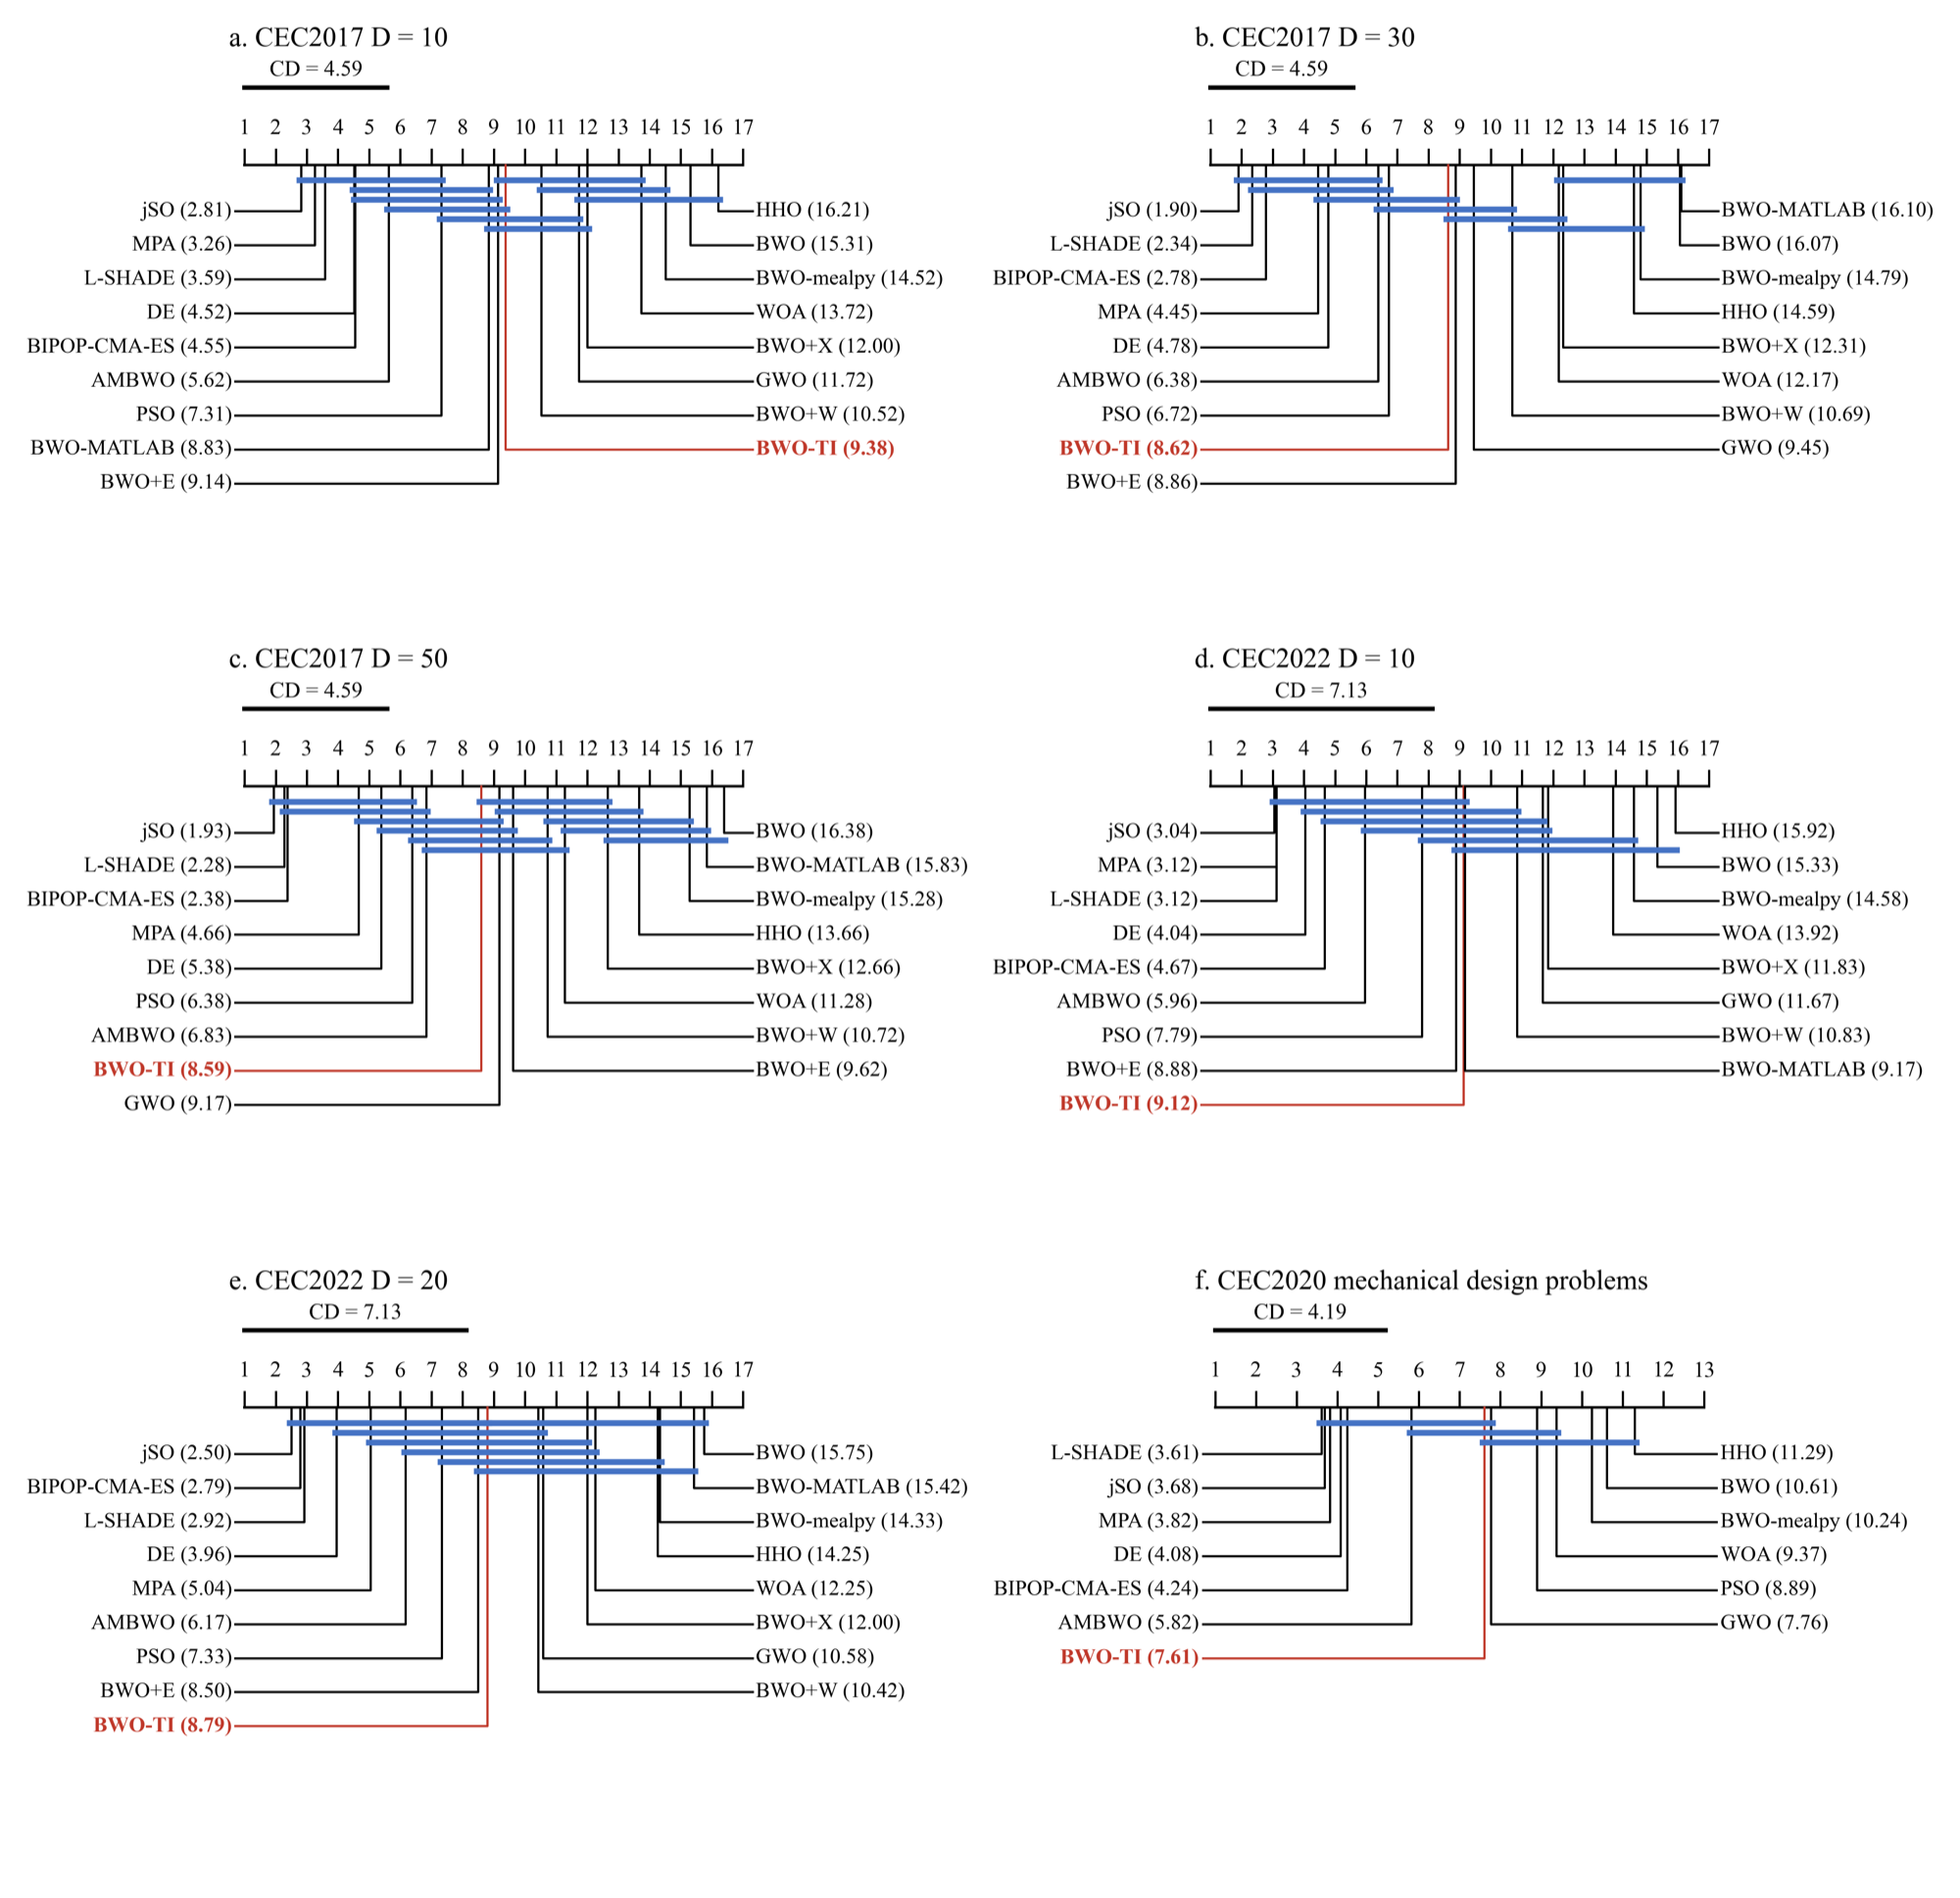 a. CEC2017 D = 10
CD = 4.59
1 2 3 4 5 6 7 8 9 10 11 12 13 14 15 16 17
jSO (2.81)
MPA (3.26)
L-SHADE (3.59)
DE (4.52)
BIPOP-CMA-ES (4.55)
AMBWO (5.62)
PSO (7.31)
BWO-MATLAB (8.83)
BWO+E (9.14)
HHO (16.21)
BWO (15.31)
BWO-mealpy (14.52)
WOA (13.72)
BWO+X (12.00)
GWO (11.72)
BWO+W (10.52)
BWO-TI (9.38)
b. CEC2017 D = 30
CD = 4.59
1 2 3 4 5 6 7 8 9 10 11 12 13 14 15 16 17
jSO (1.90)
L-SHADE (2.34)
BIPOP-CMA-ES (2.78)
MPA (4.45)
DE (4.78)
AMBWO (6.38)
PSO (6.72)
BWO-TI (8.62)
BWO+E (8.86)
BWO-MATLAB (16.10)
BWO (16.07)
BWO-mealpy (14.79)
HHO (14.59)
BWO+X (12.31)
WOA (12.17)
BWO+W (10.69)
GWO (9.45)
c. CEC2017 D = 50
CD = 4.59
1 2 3 4 5 6 7 8 9 10 11 12 13 14 15 16 17
jSO (1.93)
L-SHADE (2.28)
BIPOP-CMA-ES (2.38)
MPA (4.66)
DE (5.38)
PSO (6.38)
AMBWO (6.83)
BWO-TI (8.59)
GWO (9.17)
BWO (16.38)
BWO-MATLAB (15.83)
BWO-mealpy (15.28)
HHO (13.66)
BWO+X (12.66)
WOA (11.28)
BWO+W (10.72)
BWO+E (9.62)
d. CEC2022 D = 10
CD = 7.13
1 2 3 4 5 6 7 8 9 10 11 12 13 14 15 16 17
jSO (3.04)
MPA (3.12)
L-SHADE (3.12)
DE (4.04)
BIPOP-CMA-ES (4.67)
AMBWO (5.96)
PSO (7.79)
BWO+E (8.88)
BWO-TI (9.12)
HHO (15.92)
BWO (15.33)
BWO-mealpy (14.58)
WOA (13.92)
BWO+X (11.83)
GWO (11.67)
BWO+W (10.83)
BWO-MATLAB (9.17)
e. CEC2022 D = 20
CD = 7.13
1 2 3 4 5 6 7 8 9 10 11 12 13 14 15 16 17
jSO (2.50)
BIPOP-CMA-ES (2.79)
L-SHADE (2.92)
DE (3.96)
MPA (5.04)
AMBWO (6.17)
PSO (7.33)
BWO+E (8.50)
BWO-TI (8.79)
BWO (15.75)
BWO-MATLAB (15.42)
BWO-mealpy (14.33)
HHO (14.25)
WOA (12.25)
BWO+X (12.00)
GWO (10.58)
BWO+W (10.42)
f. CEC2020 mechanical design problems
CD = 4.19
1 2 3 4 5 6 7 8 9 10 11 12 13
L-SHADE (3.61)
jSO (3.68)
MPA (3.82)
DE (4.08)
BIPOP-CMA-ES (4.24)
AMBWO (5.82)
BWO-TI (7.61)
HHO (11.29)
BWO (10.61)
BWO-mealpy (10.24)
WOA (9.37)
PSO (8.89)
GWO (7.76)